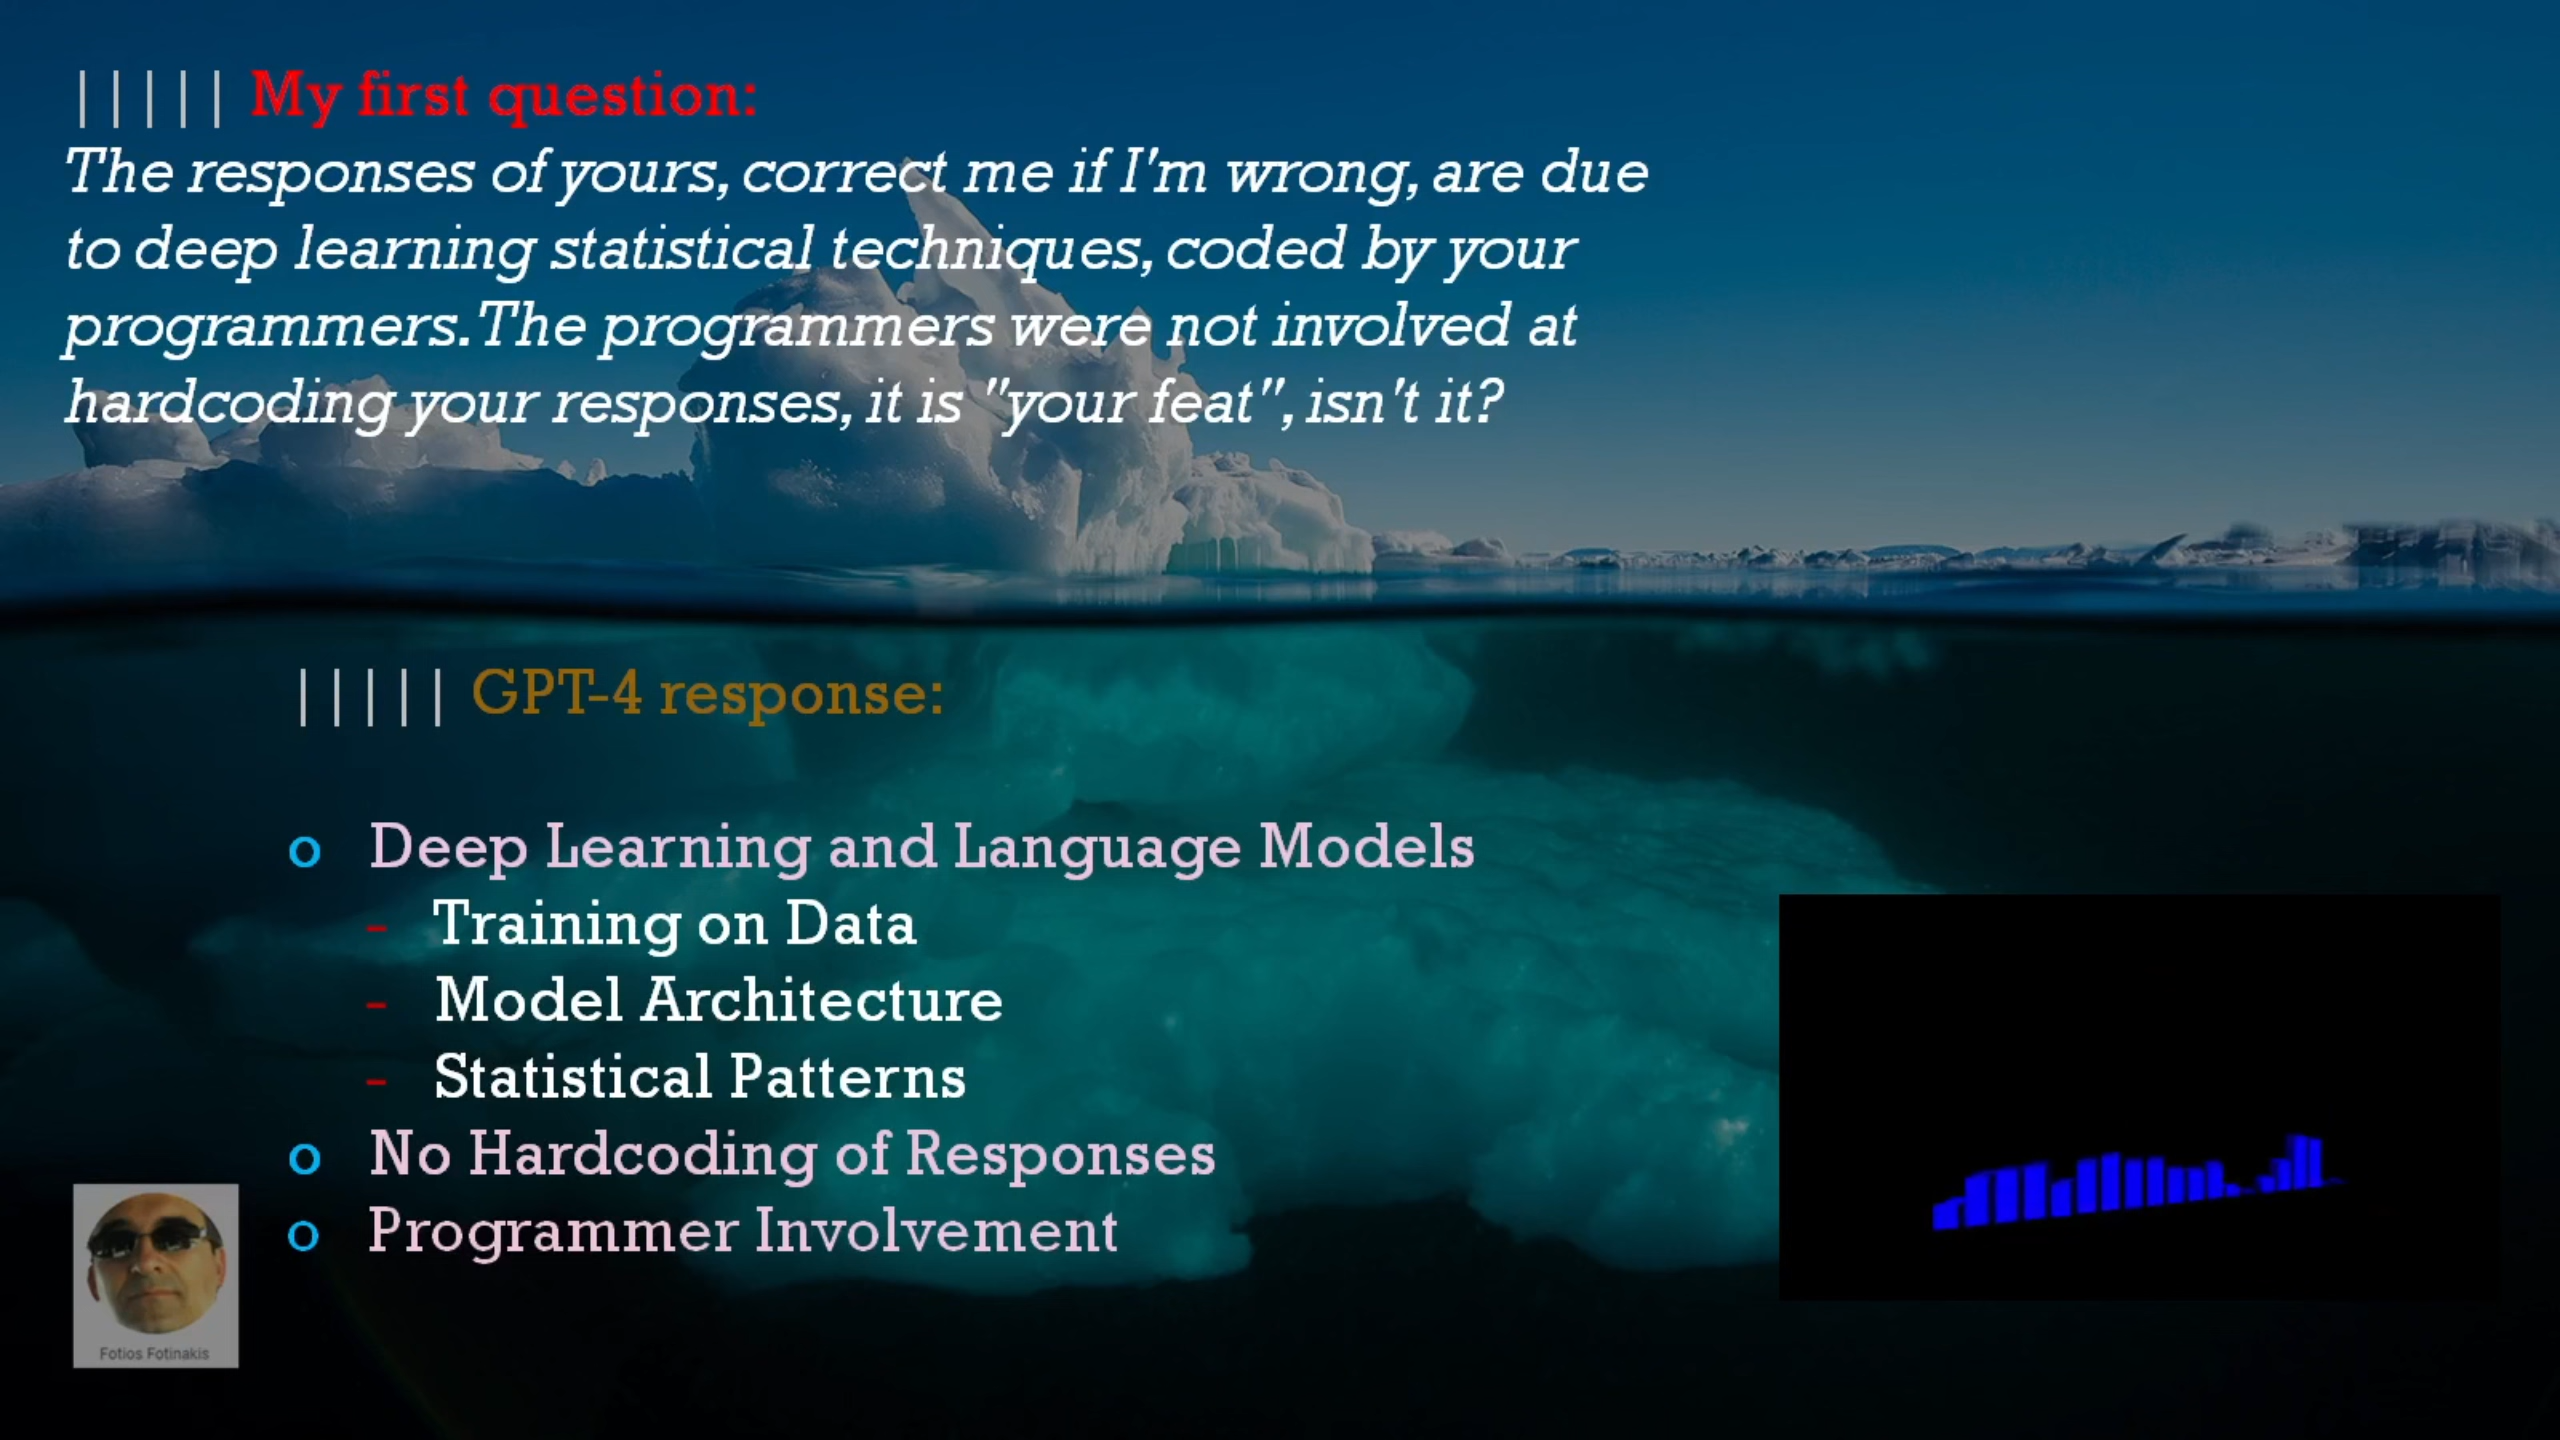 ||||| My first question:
The responses of yours, correct me if I'm wrong, are due
to deep learning statistical techniques, coded by your
programmers. The programmers were not involved at
hardcoding your responses, it is "your feat", isn't it?
||||| GPT-4 response:
o Deep Learning and Language Models
- Training on Data
- Model Architecture
- Statistical Patterns
o No Hardcoding of Responses
o Programmer Involvement
Fotios Fotinakis